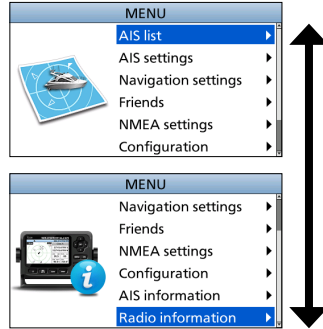 MENU
AIS list
AIS settings
Navigation settings
Friends
NMEA settings
Configuration
MENU
Navigation settings
Friends
NMEA settings
Configuration
AIS information
Radio information